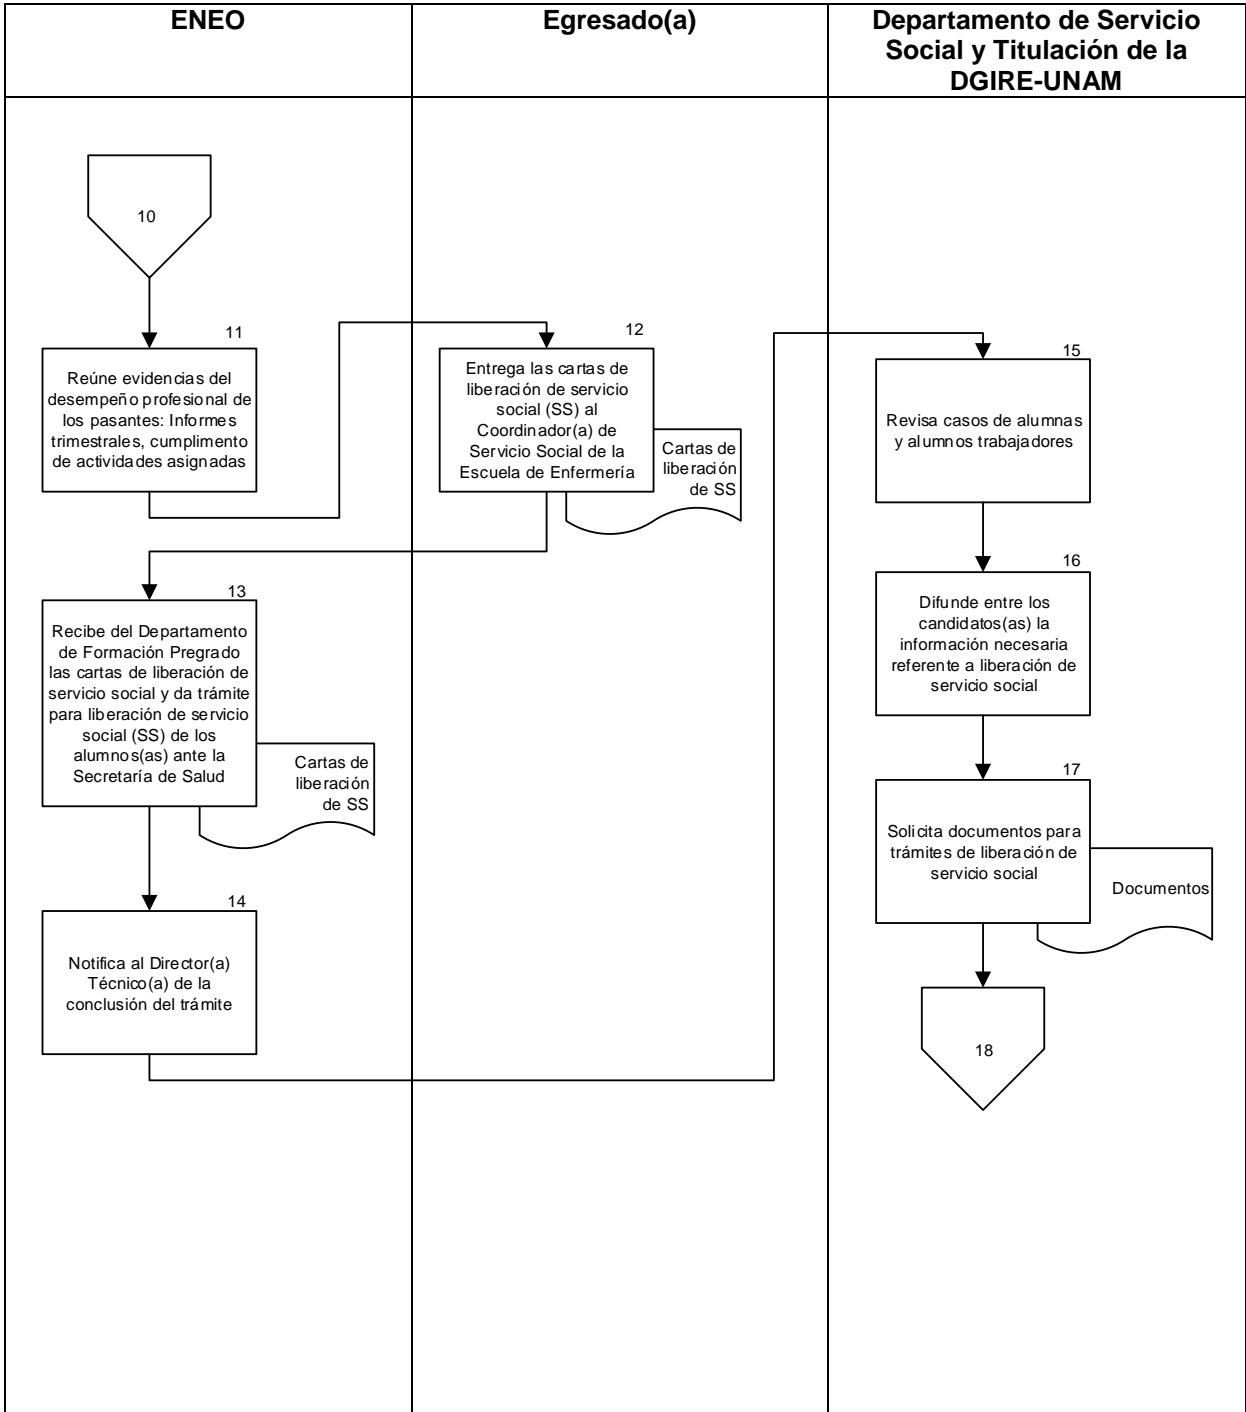 ENEO
Egresado(a)
Departamento de Servicio
Social y Titulación de la
DGIRE-UNAM
10
11
Reúne evidencias del
desempeño profesional de
los pasantes: Informes
trimestrales, cumplimento
de actividades asignadas
12
Entrega las cartas de
liberación de servicio
social (SS) al
Coordinador(a) de
Servicio Social de la
Escuela de Enfermería
Cartas de
liberación
de SS
13
Recibe del Departamento
de Formación Pregrado
las cartas de liberación de
servicio social y da trámite
para liberación de servicio
social (SS) de los
alumnos(as) ante la
Secretaría de Salud
Cartas de
liberación
de SS
14
Notifica al Director(a)
Técnico(a) de la
conclusión del trámite
15
Revisa casos de alumnas
y alumnos trabajadores
16
Difunde entre los
candidatos(as) la
información necesaria
referente a liberación de
servicio social
17
Solicita documentos para
trámites de liberación de
servicio social
Documentos
18